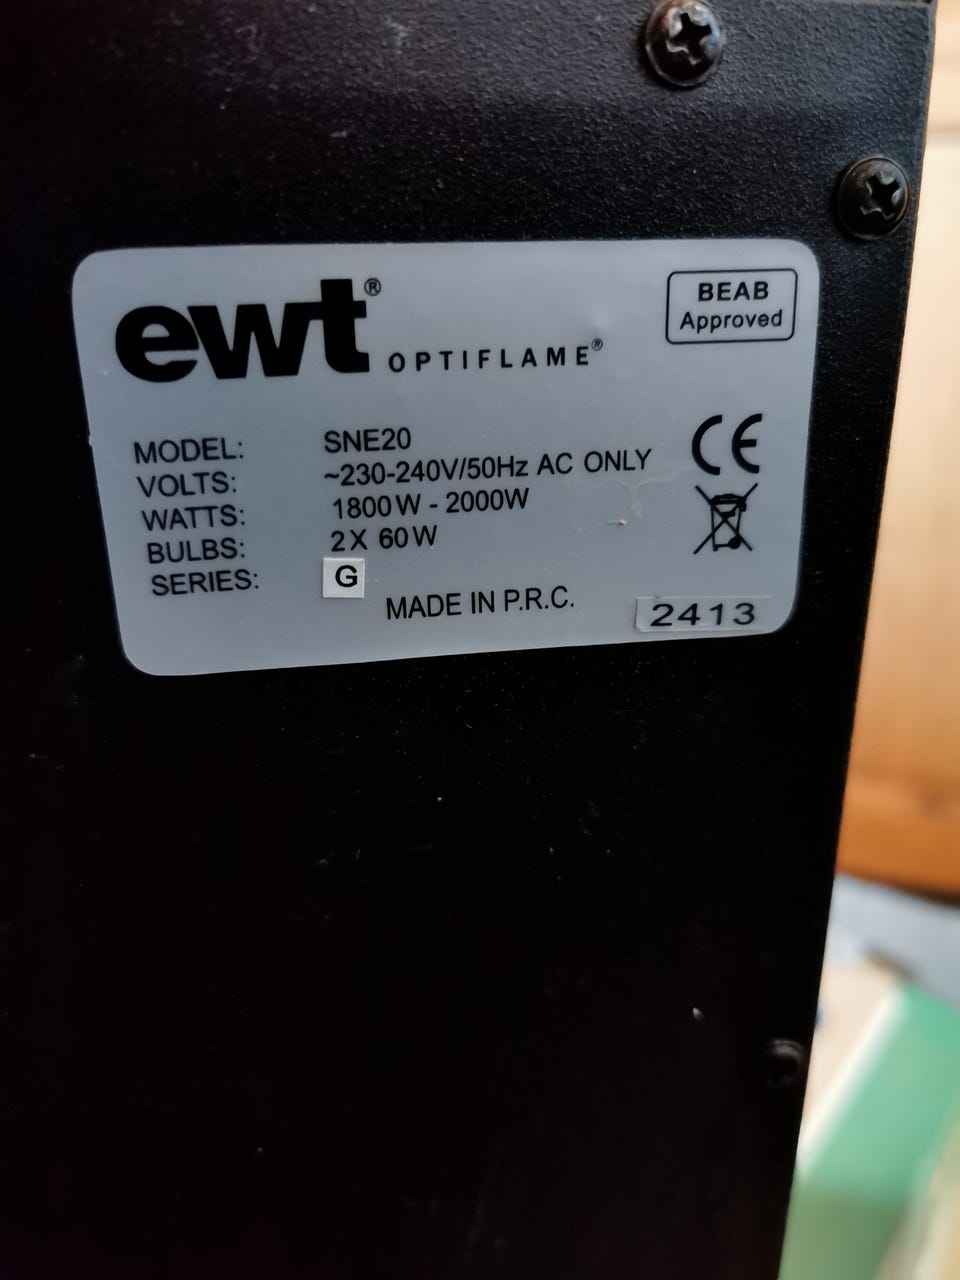 ewt® OPTIFLAME®
BEAB
Approved
MODEL: SNE20
VOLTS: ~230-240V/50Hz AC ONLY
WATTS: 1800W - 2000W
BULBS: 2X 60W
SERIES: G
CE
MADE IN P.R.C.
2413